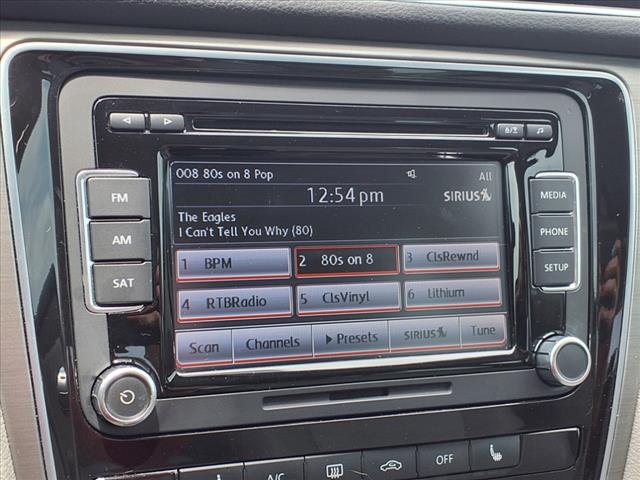 008 80s on 8 Pop All
12:54pm SIRIUS
The Eagles
I Can't Tell You Why (80)
1 BPM 2 80s on 8 3 ClsRewnd
4 RTBRadio 5 ClsVinyl 6 Lithium
Scan Channels Presets SIRIUS Tune
FM
AM
SAT
MEDIA
PHONE
SETUP
A/C OFF